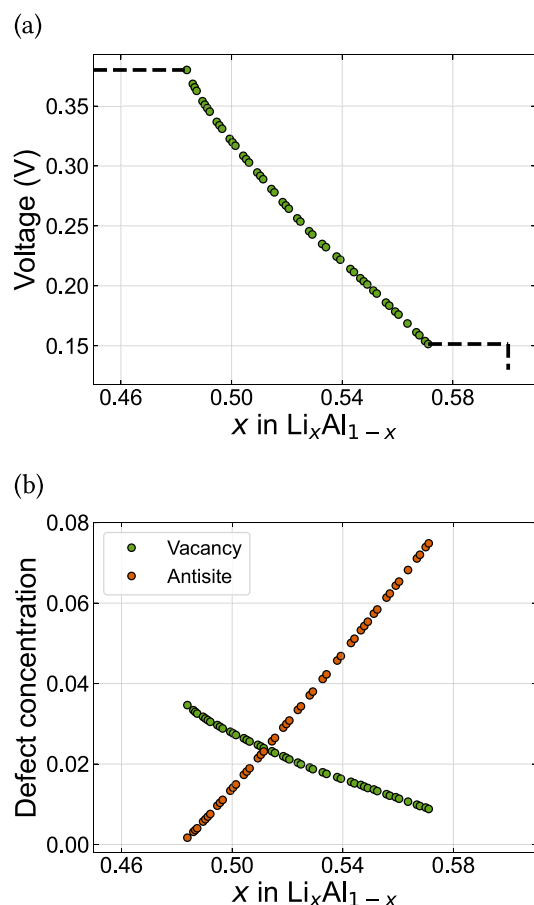 (a)
Voltage (V)
0.35
0.30
0.25
0.20
0.15
0.46 0.50 0.54 0.58
x in LiₓAl₁₋ₓ
(b)
Defect concentration
0.08
0.06
0.04
0.02
0.00
Vacancy
Antisite
0.46 0.50 0.54 0.58
x in LiₓAl₁₋ₓ